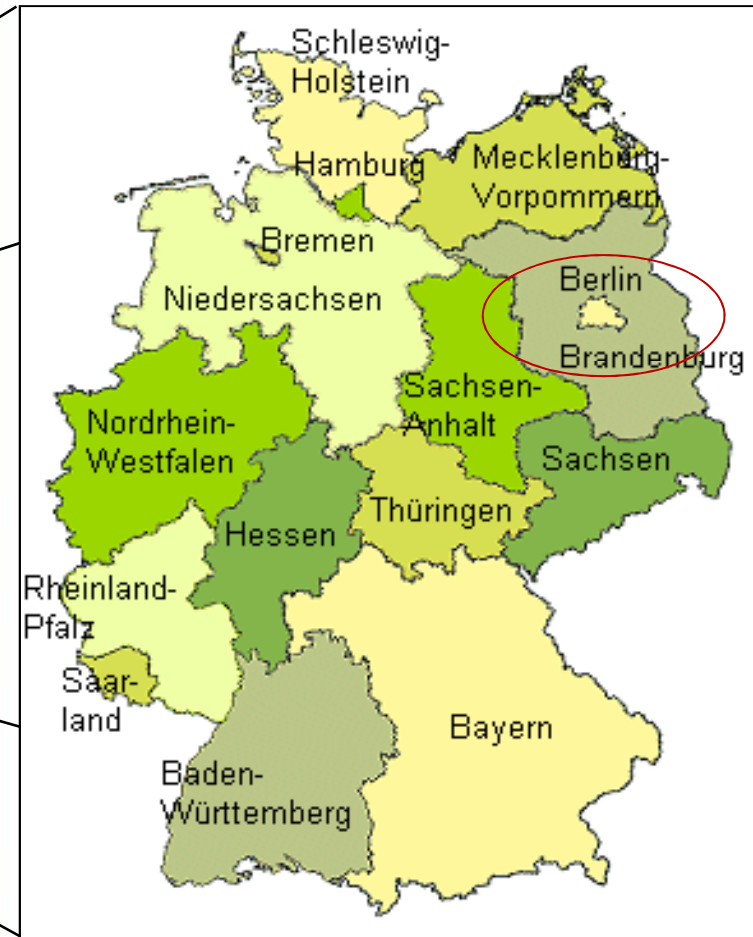 Schleswig-
Holstein
Hamburg
Mecklenburg-
Vorpommern
Bremen
Berlin
Niedersachsen
Brandenburg
Sachsen-
Anhalt
Nordrhein-
Westfalen
Sachsen
Thüringen
Hessen
Rheinland-
Pfalz
Saar-
land
Bayern
Baden-
Württemberg